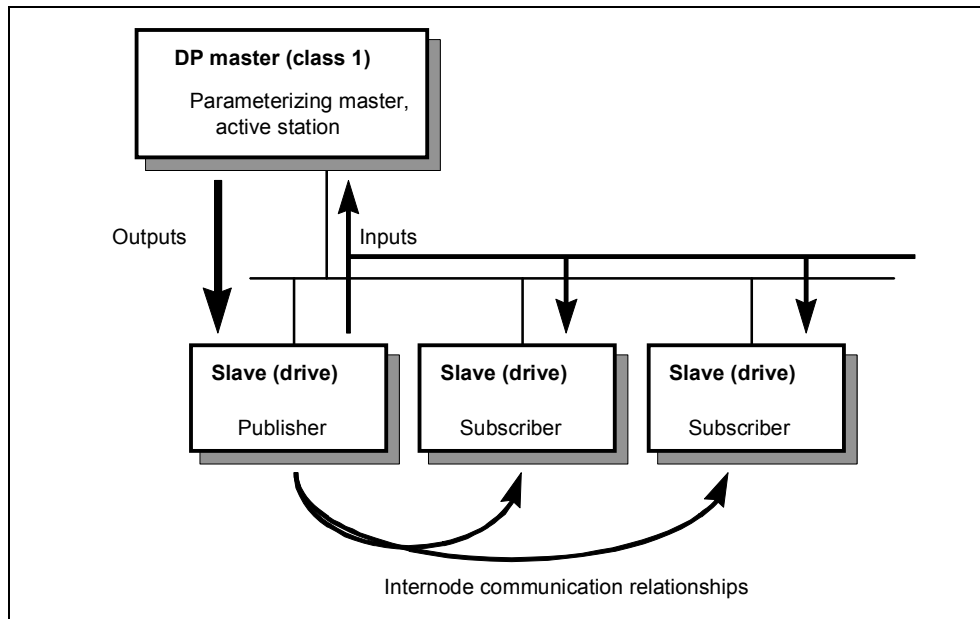 DP master (class 1)
Parameterizing master,
active station
Outputs
Inputs
Slave (drive)
Publisher
Slave (drive)
Subscriber
Slave (drive)
Subscriber
Internode communication relationships